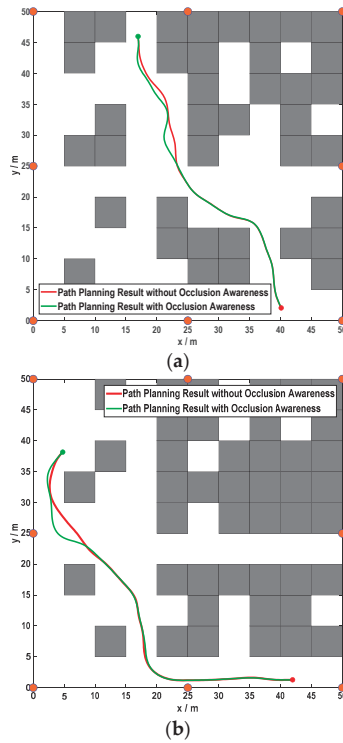 50
45
40
35
30
25
20
15
10
5
0
y / m
Path Planning Result without Occlusion Awareness
Path Planning Result with Occlusion Awareness
0 5 10 15 20 25 30 35 40 45 50
x / m
(a)
50
45
40
35
30
25
20
15
10
5
0
y / m
Path Planning Result without Occlusion Awareness
Path Planning Result with Occlusion Awareness
0 5 10 15 20 25 30 35 40 45 50
x / m
(b)